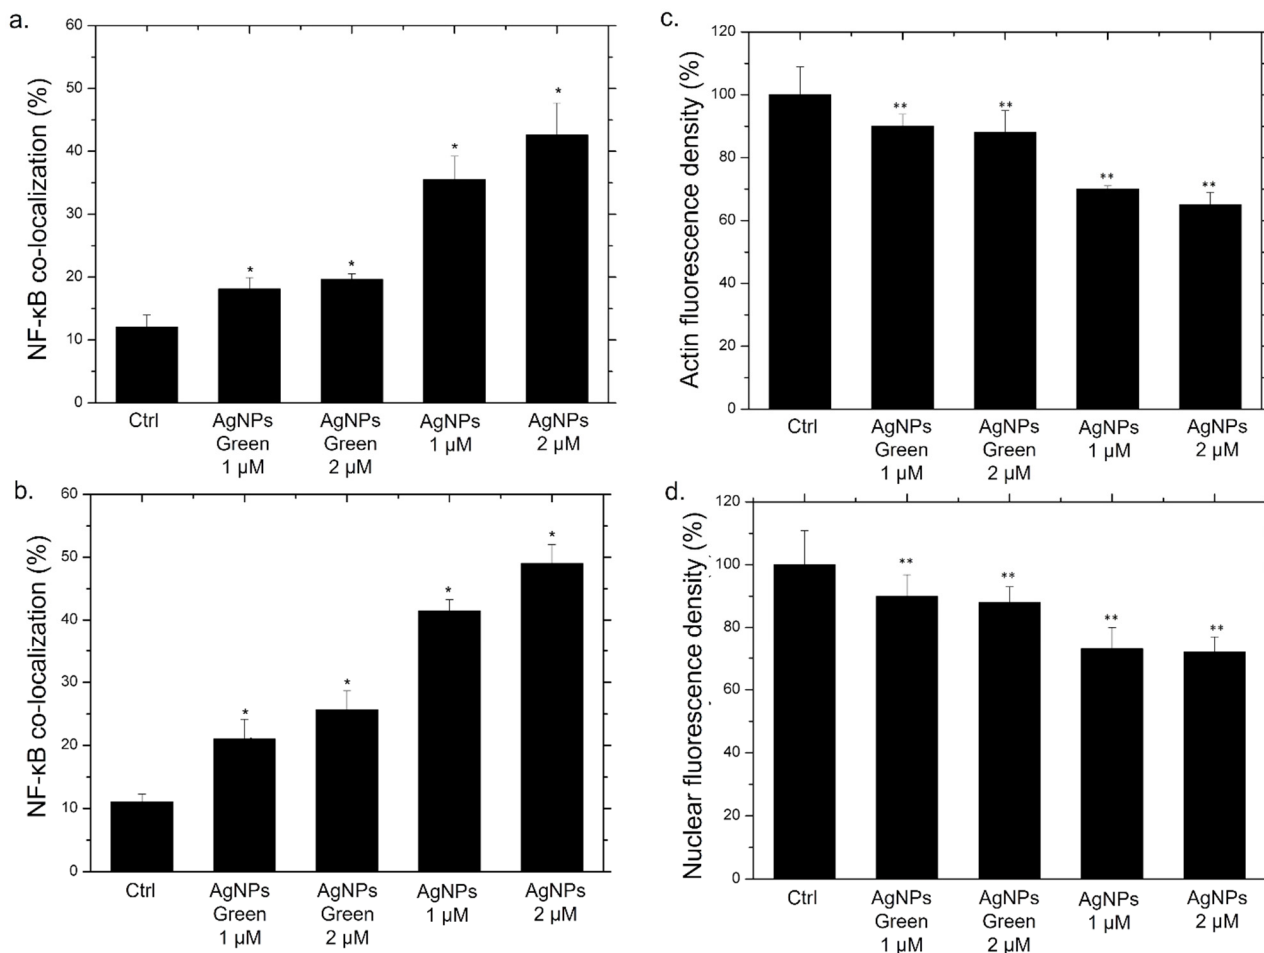 a.
NF-κB co-localization (%)
60
50
40
30
20
10
0
*
*
*
*
Ctrl
AgNPs
Green
1 µM
AgNPs
Green
2 µM
AgNPs
1 µM
AgNPs
2 µM
b.
NF-κB co-localization (%)
60
50
40
30
20
10
0
*
*
*
*
Ctrl
AgNPs
Green
1 µM
AgNPs
Green
2 µM
AgNPs
1 µM
AgNPs
2 µM
c.
Actin fluorescence density (%)
120
100
80
60
40
20
0
**
**
**
**
Ctrl
AgNPs
Green
1 µM
AgNPs
Green
2 µM
AgNPs
1 µM
AgNPs
2 µM
d.
Nuclear fluorescence density (%)
120
100
80
60
40
20
0
**
**
**
**
Ctrl
AgNPs
Green
1 µM
AgNPs
Green
2 µM
AgNPs
1 µM
AgNPs
2 µM